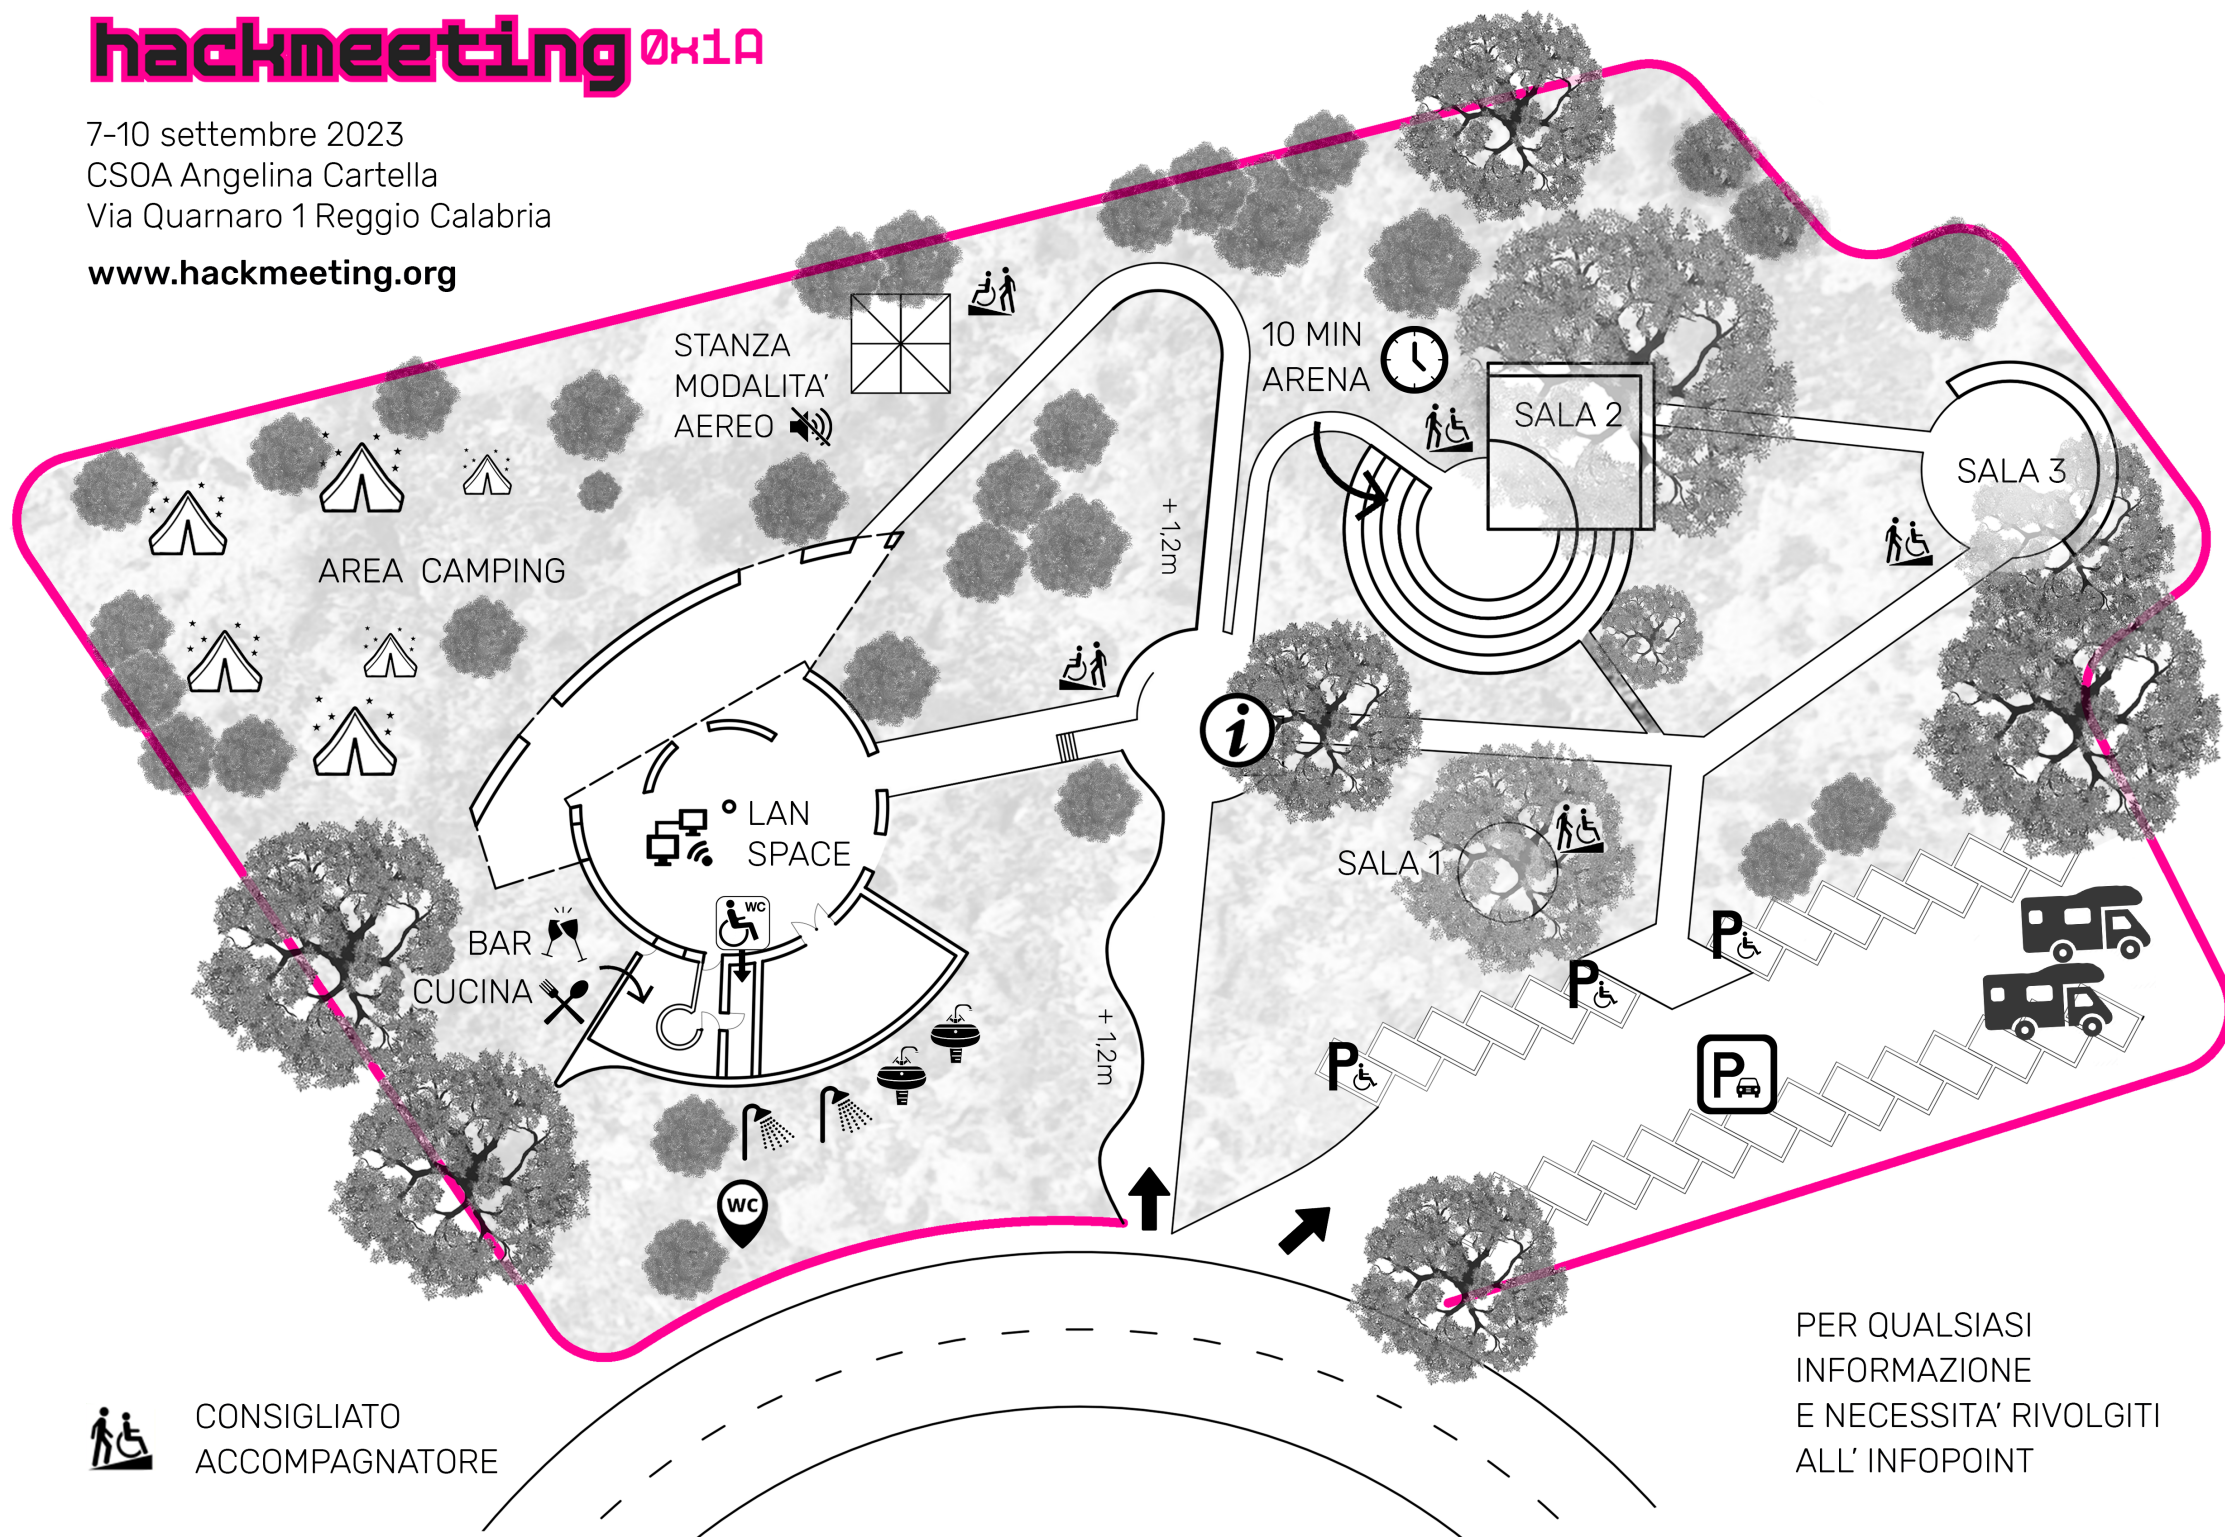 hackmeeting 0x1A
7-10 settembre 2023
CSOA Angelina Cartella
Via Quarnaro 1 Reggio Calabria
www.hackmeeting.org
STANZA
MODALITA'
AEREO
10 MIN
ARENA
SALA 2
SALA 3
AREA CAMPING
+ 1,2m
i
LAN
SPACE
SALA 1
WC
BAR
CUCINA
P
P
P
P
+ 1,2m
WC
CONSIGLIATO
ACCOMPAGNATORE
PER QUALSIASI
INFORMAZIONE
E NECESSITA' RIVOLGITI
ALL' INFOPOINT